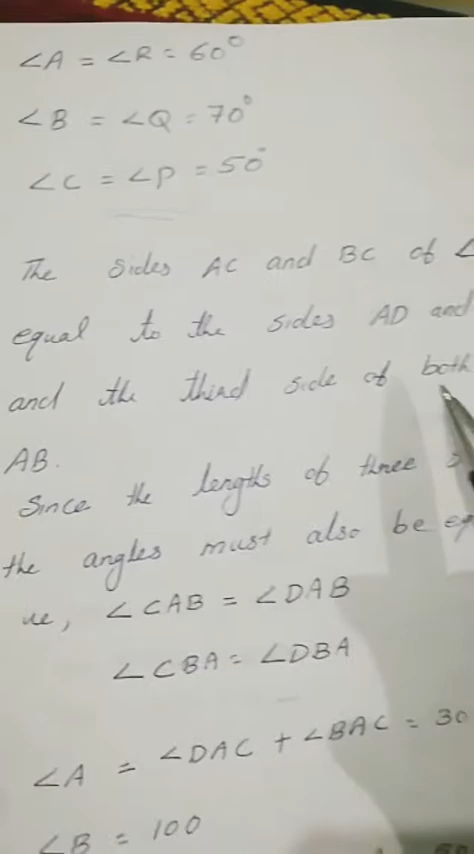 ∠A = ∠R = 60°
∠B = ∠Q = 70°
∠C = ∠P = 50°
The sides AC and BC of
equal to the sides AD and
and the third side of both
AB.
Since the lengths of three
the angles must also be
ie, ∠CAB = ∠DAB
∠CBA = ∠DBA
∠A = ∠DAC + ∠BAC = 30
∠B = 100